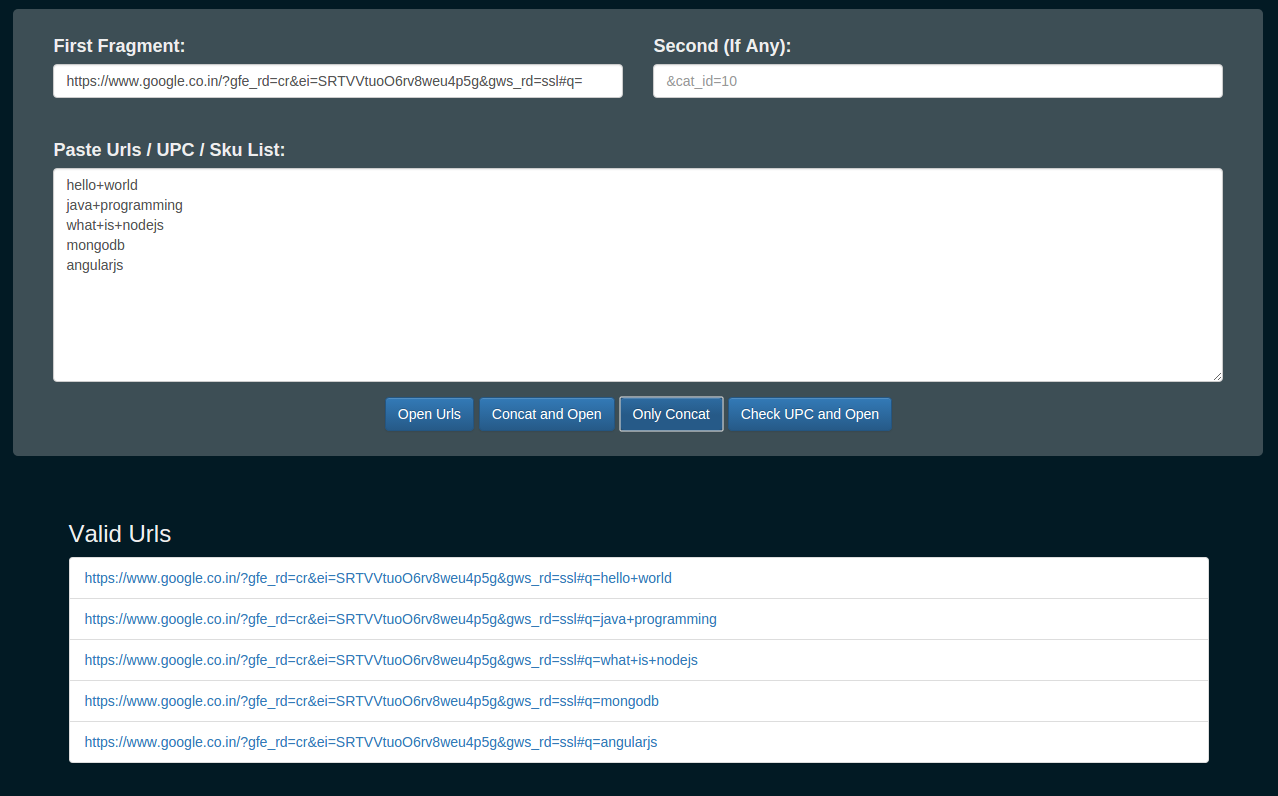 First Fragment:
Second (If Any):
https://www.google.co.in/?gfe_rd=cr&ei=SRTVVtuoO6rv8weu4p5g&gws_rd=ssl#q=
&cat_id=10
Paste Urls / UPC / Sku List:
hello+world
java+programming
what+is+nodejs
mongodb
angularjs
Open Urls
Concat and Open
Only Concat
Check UPC and Open
Valid Urls
https://www.google.co.in/?gfe_rd=cr&ei=SRTVVtuoO6rv8weu4p5g&gws_rd=ssl#q=hello+world
https://www.google.co.in/?gfe_rd=cr&ei=SRTVVtuoO6rv8weu4p5g&gws_rd=ssl#q=java+programming
https://www.google.co.in/?gfe_rd=cr&ei=SRTVVtuoO6rv8weu4p5g&gws_rd=ssl#q=what+is+nodejs
https://www.google.co.in/?gfe_rd=cr&ei=SRTVVtuoO6rv8weu4p5g&gws_rd=ssl#q=mongodb
https://www.google.co.in/?gfe_rd=cr&ei=SRTVVtuoO6rv8weu4p5g&gws_rd=ssl#q=angularjs